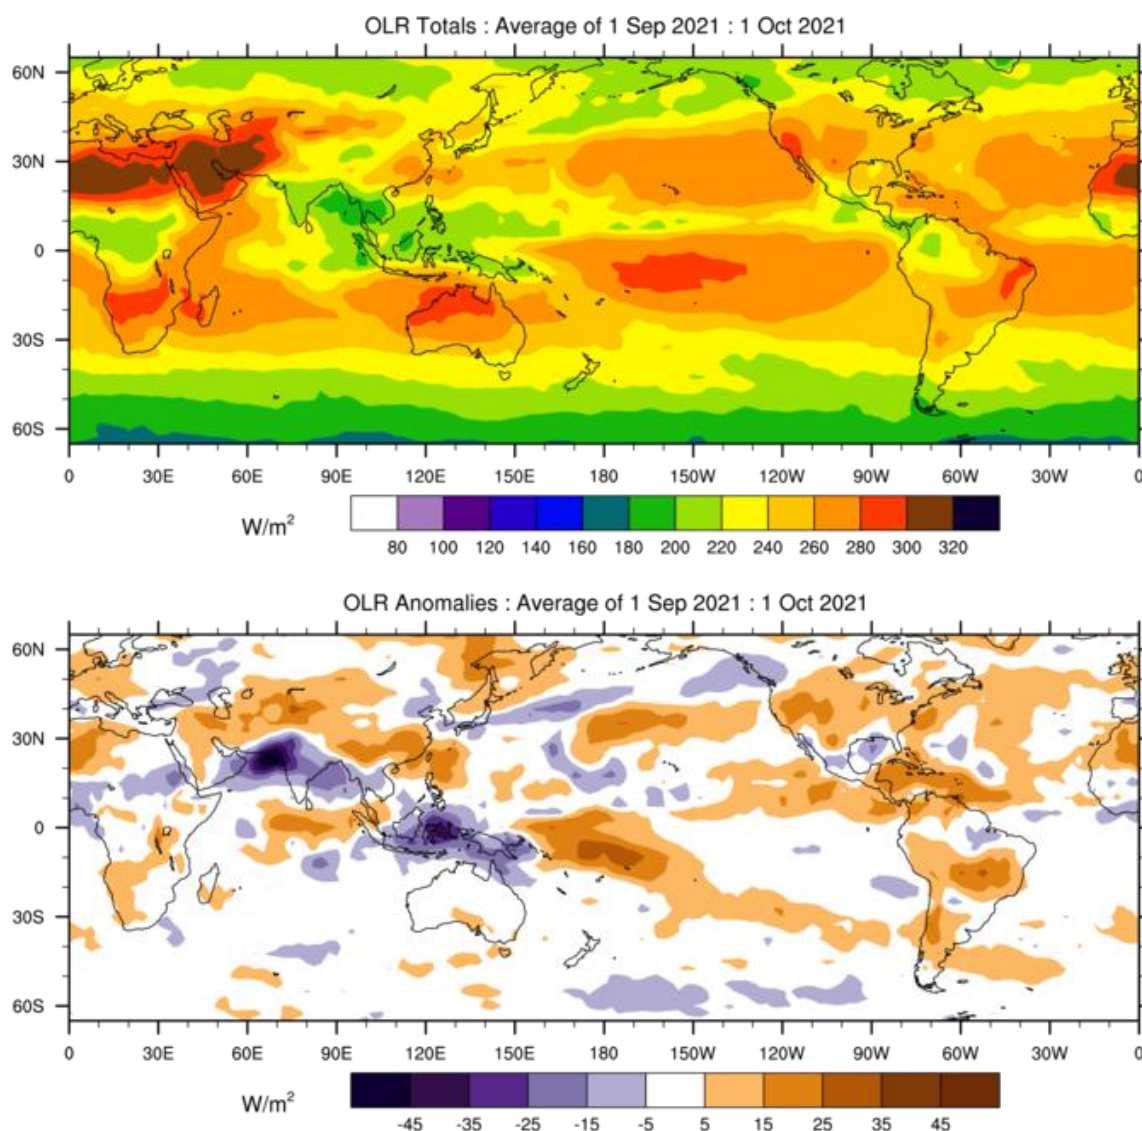 OLR Totals : Average of 1 Sep 2021 : 1 Oct 2021
60N
30N
0
30S
60S
0 30E 60E 90E 120E 150E 180 150W 120W 90W 60W 30W 0
W/m²
80 100 120 140 160 180 200 220 240 260 280 300 320
OLR Anomalies : Average of 1 Sep 2021 : 1 Oct 2021
60N
30N
0
30S
60S
0 30E 60E 90E 120E 150E 180 150W 120W 90W 60W 30W 0
W/m²
-45 -35 -25 -15 -5 5 15 25 35 45